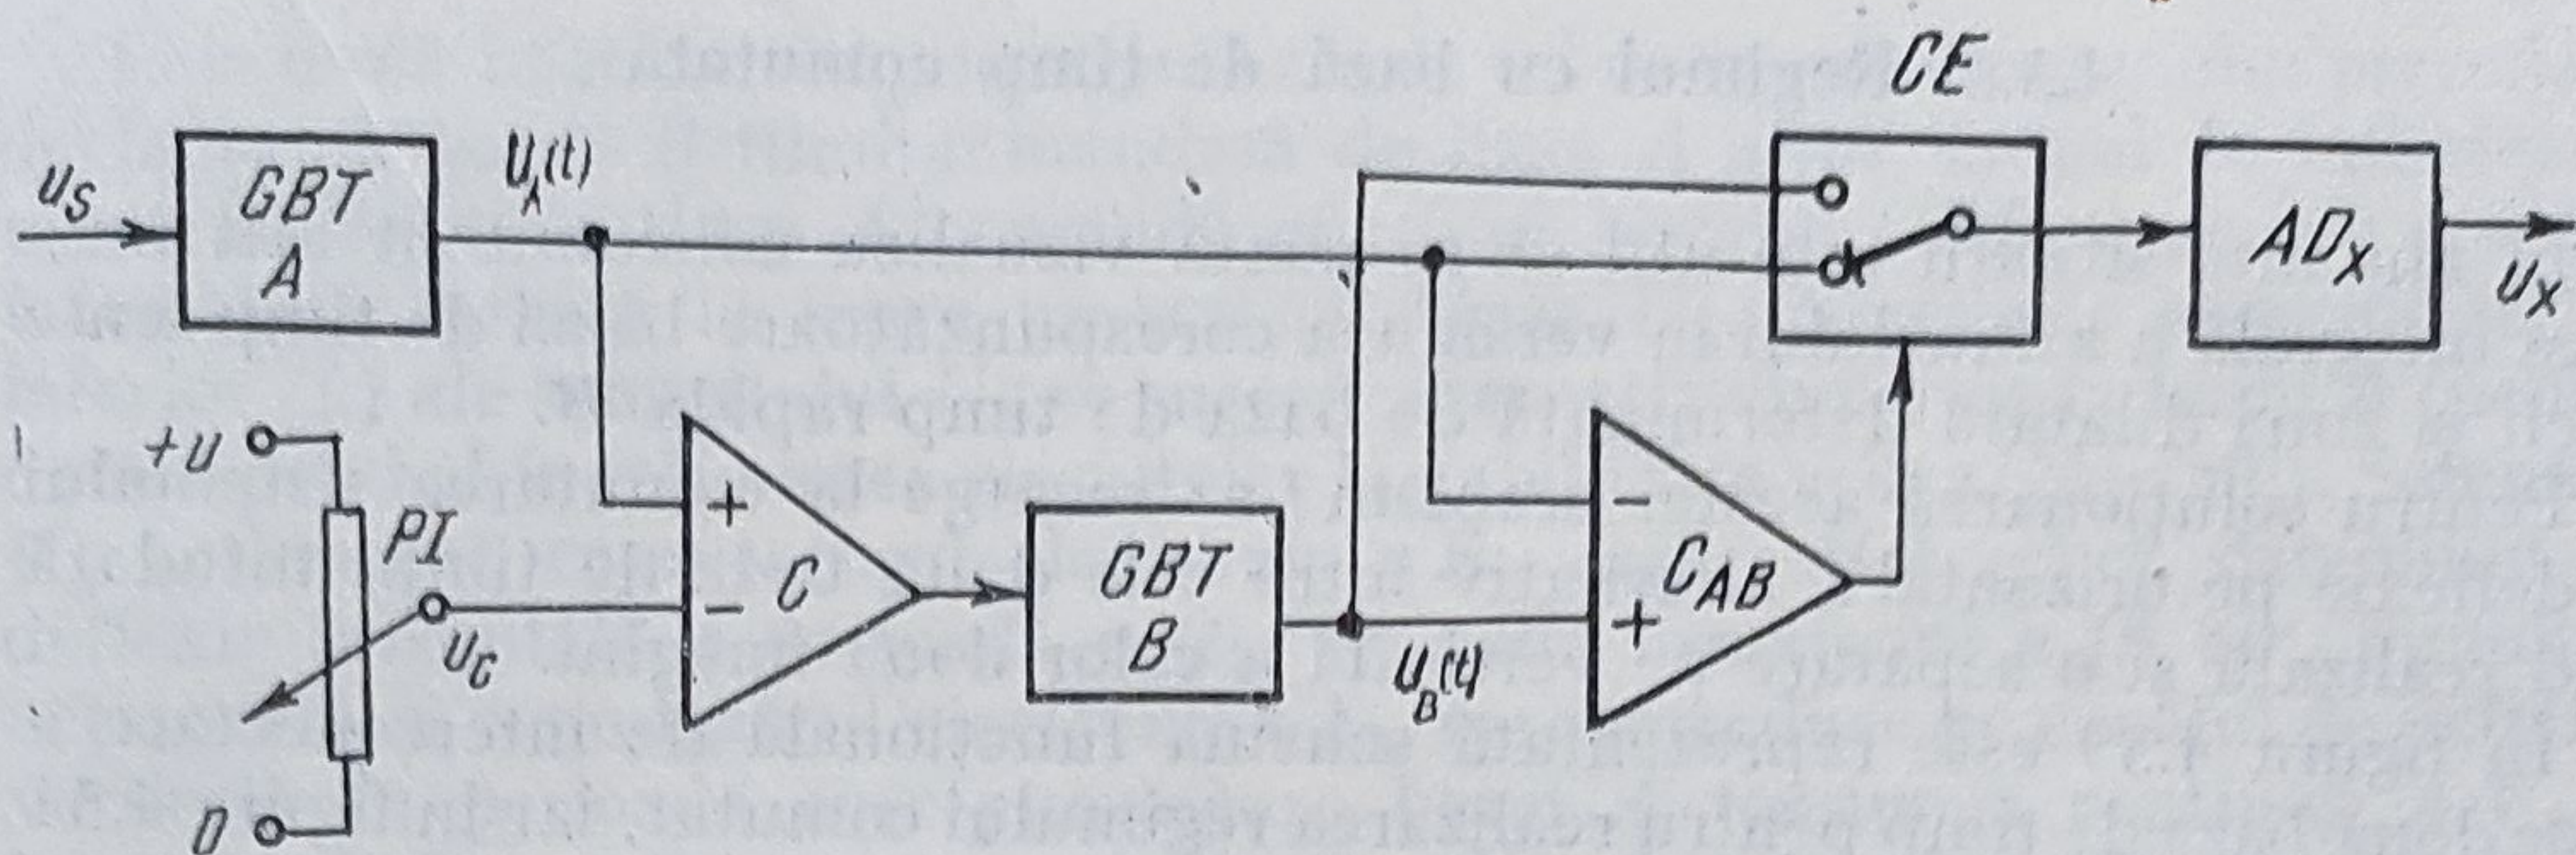 CE
u_S
GBT
A
U_A(t)
AD_X
u_X
+U
PI
u_C
0
+
−
C
GBT
B
U_B(t)
−
+
C_AB